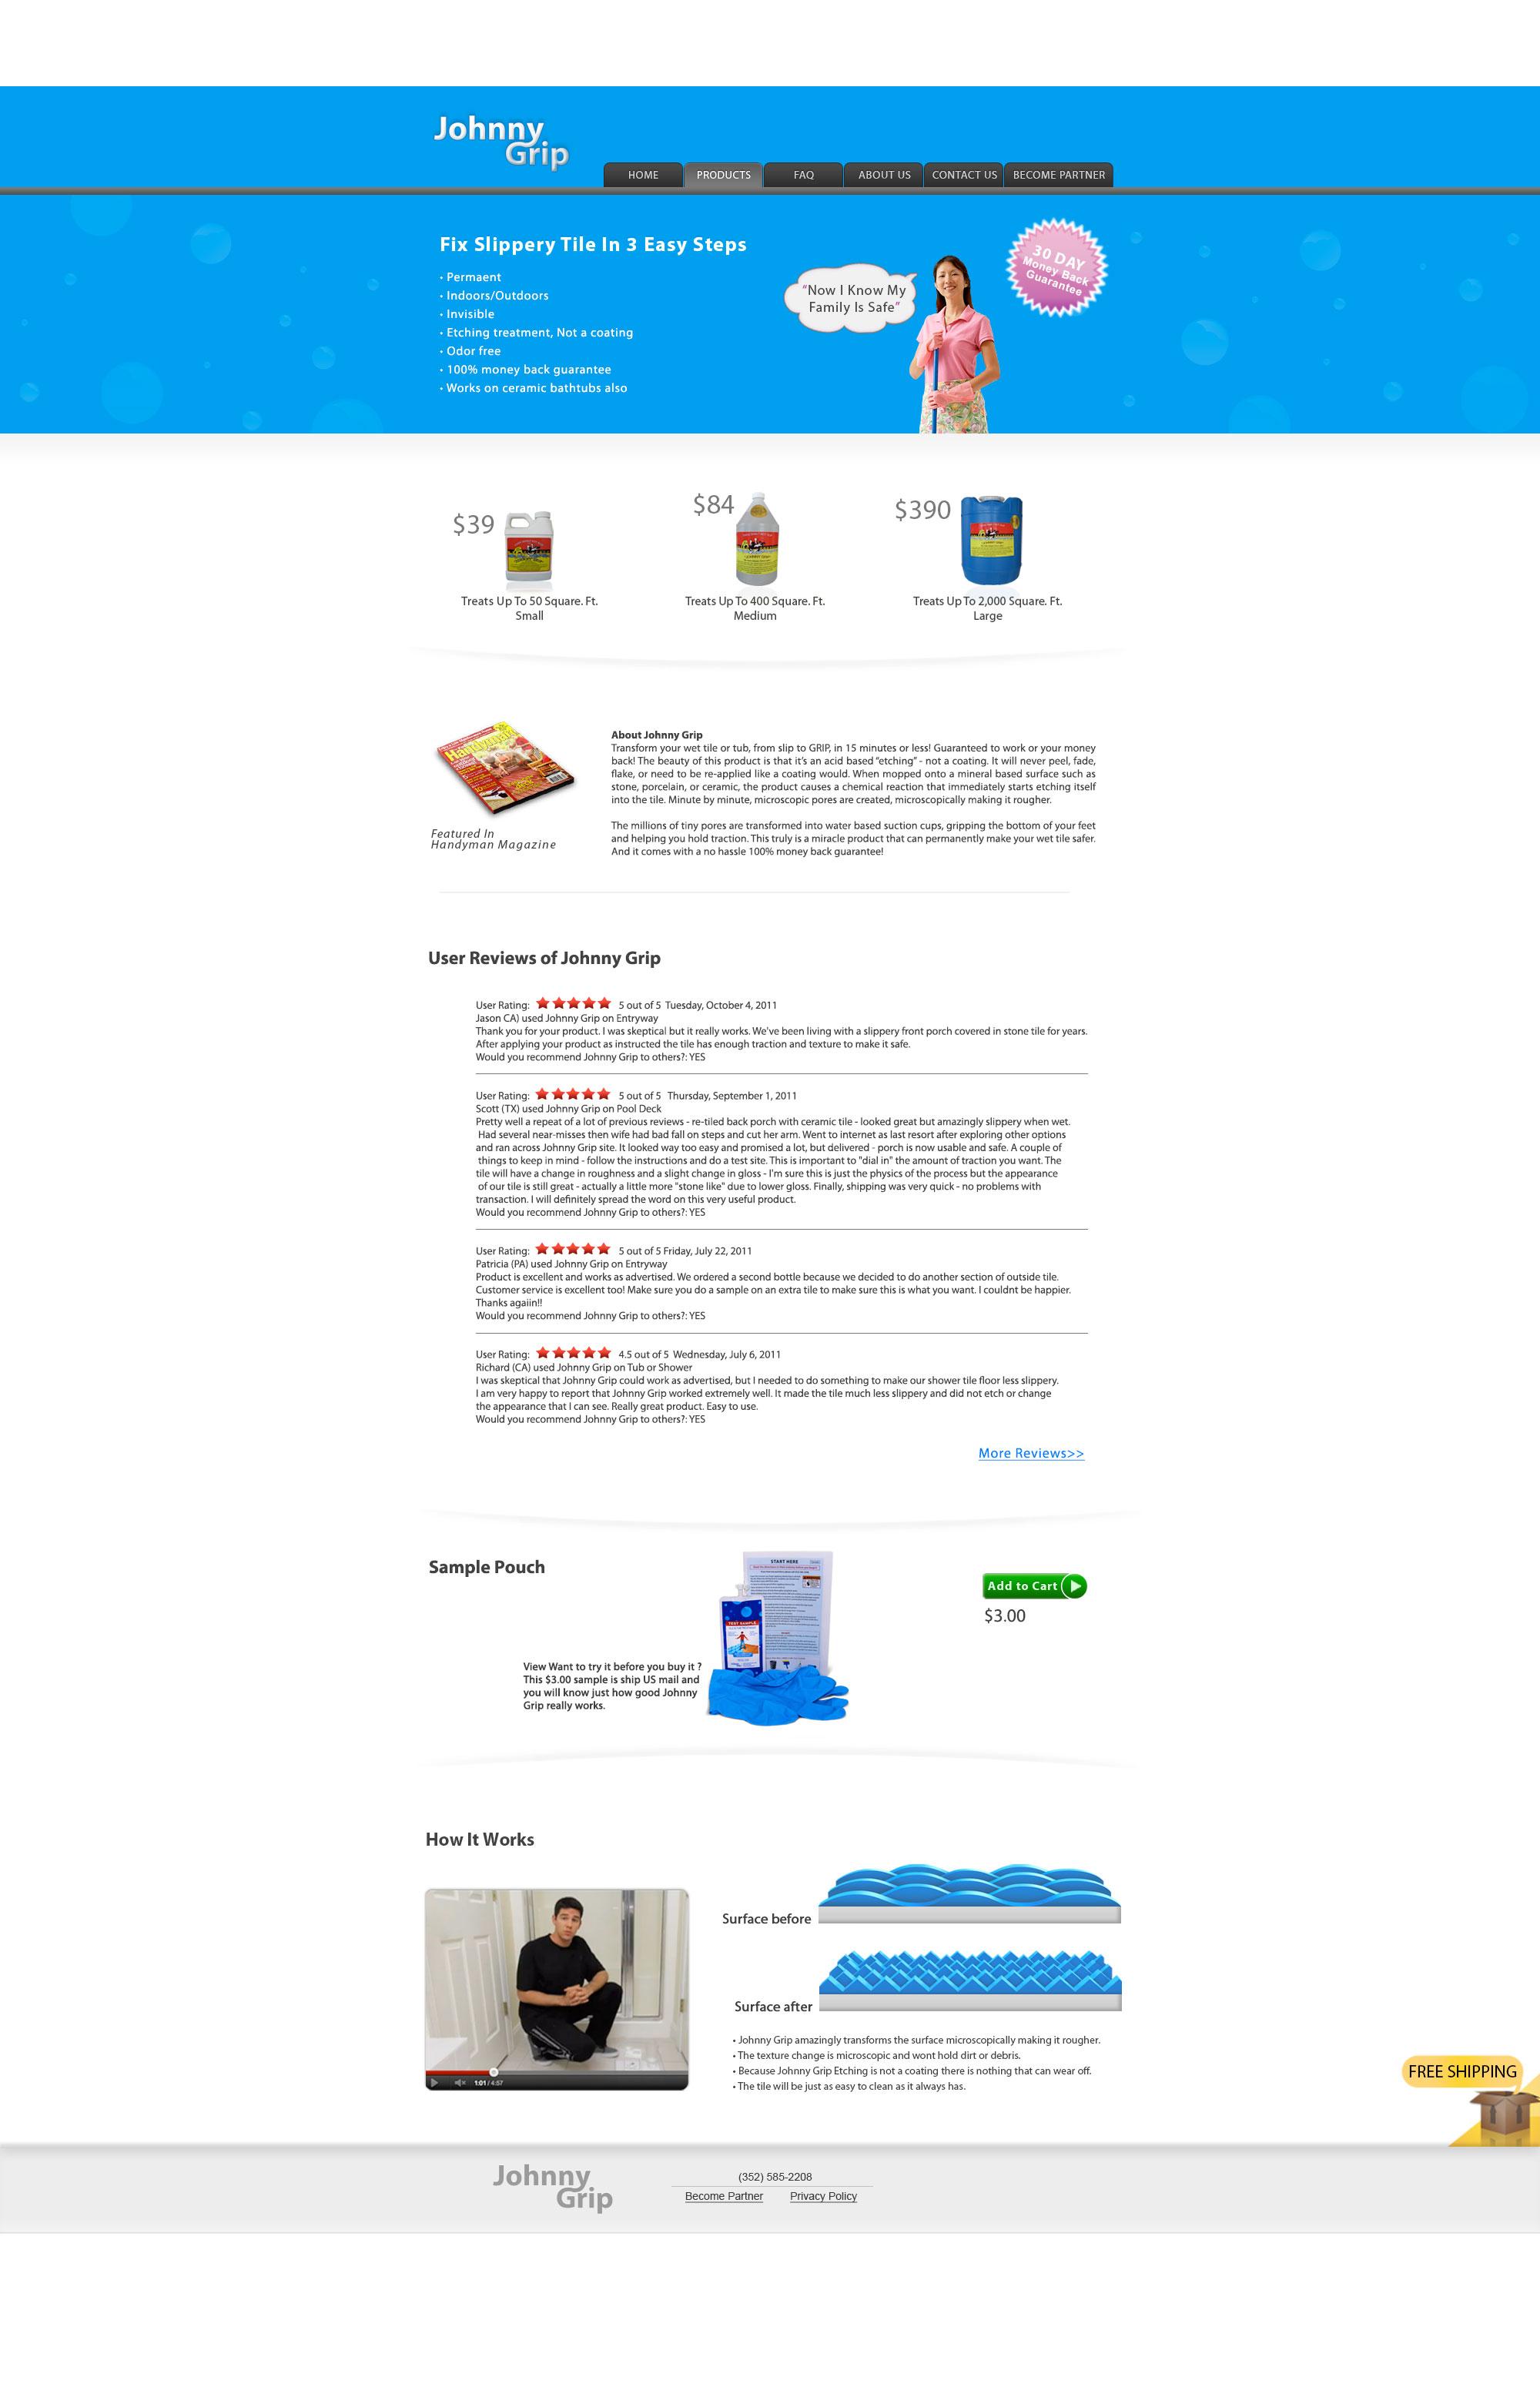 Johnny
Grip
HOME
PRODUCTS
FAQ
ABOUT US
CONTACT US
BECOME PARTNER
Fix Slippery Tile In 3 Easy Steps
• Permaent
• Indoors/Outdoors
• Invisible
• Etching treatment, Not a coating
• Odor free
• 100% money back guarantee
• Works on ceramic bathtubs also
“Now I Know My
Family Is Safe”
30 DAY
Money Back
Guarantee
$39
Treats Up To 50 Square. Ft.
Small
$84
Treats Up To 400 Square. Ft.
Medium
$390
Treats Up To 2,000 Square. Ft.
Large
Handyman
Featured In
Handyman Magazine
About Johnny Grip
Transform your wet tile or tub, from slip to GRIP, in 15 minutes or less! Guaranteed to work or your money
back! The beauty of this product is that it’s an acid based “etching” - not a coating. It will never peel, fade,
flake, or need to be re-applied like a coating would. When mopped onto a mineral based surface such as
stone, porcelain, or ceramic, the product causes a chemical reaction that immediately starts etching itself
into the tile. Minute by minute, microscopic pores are created, microscopically making it rougher.
The millions of tiny pores are transformed into water based suction cups, gripping the bottom of your feet
and helping you hold traction. This truly is a miracle product that can permanently make your wet tile safer.
And it comes with a no hassle 100% money back guarantee!
User Reviews of Johnny Grip
User Rating: 5 out of 5 Tuesday, October 4, 2011
Jason CA) used Johnny Grip on Entryway
Thank you for your product. I was skeptical but it really works. We’ve been living with a slippery front porch covered in stone tile for years.
After applying your product as instructed the tile has enough traction and texture to make it safe.
Would you recommend Johnny Grip to others?: YES
User Rating: 5 out of 5 Thursday, September 1, 2011
Scott (TX) used Johnny Grip on Pool Deck
Pretty well a repeat of a lot of previous reviews - re-tiled back porch with ceramic tile - looked great but amazingly slippery when wet.
Had several near-misses then wife had bad fall on steps and cut her arm. Went to internet as last resort after exploring other options
and ran across Johnny Grip site. It looked way too easy and promised a lot, but delivered - porch is now usable and safe. A couple of
things to keep in mind - follow the instructions and do a test site. This is important to "dial in" the amount of traction you want. The
tile will have a change in roughness and a slight change in gloss - I'm sure this is just the physics of the process but the appearance
of our tile is still great - actually a little more "stone like" due to lower gloss. Finally, shipping was very quick - no problems with
transaction. I will definitely spread the word on this very useful product.
Would you recommend Johnny Grip to others?: YES
User Rating: 5 out of 5 Friday, July 22, 2011
Patricia (PA) used Johnny Grip on Entryway
Product is excellent and works as advertised. We ordered a second bottle because we decided to do another section of outside tile.
Customer service is excellent too! Make sure you do a sample on an extra tile to make sure this is what you want. I couldnt be happier.
Thanks agaiin!!
Would you recommend Johnny Grip to others?: YES
User Rating: 4.5 out of 5 Wednesday, July 6, 2011
Richard (CA) used Johnny Grip on Tub or Shower
I was skeptical that Johnny Grip could work as advertised, but I needed to do something to make our shower tile floor less slippery.
I am very happy to report that Johnny Grip worked extremely well. It made the tile much less slippery and did not etch or change
the appearance that I can see. Really great product. Easy to use.
Would you recommend Johnny Grip to others?: YES
More Reviews>>
Sample Pouch
START HERE
TEST SAMPLE
Add to Cart
$3.00
View Want to try it before you buy it ?
This $3.00 sample is ship US mail and
you will know just how good Johnny
Grip really works.
How It Works
Surface before
Surface after
1:01 / 4:57
• Johnny Grip amazingly transforms the surface microscopically making it rougher.
• The texture change is microscopic and wont hold dirt or debris.
• Because Johnny Grip Etching is not a coating there is nothing that can wear off.
• The tile will be just as easy to clean as it always has.
FREE SHIPPING
Johnny
Grip
(352) 585-2208
Become Partner
Privacy Policy